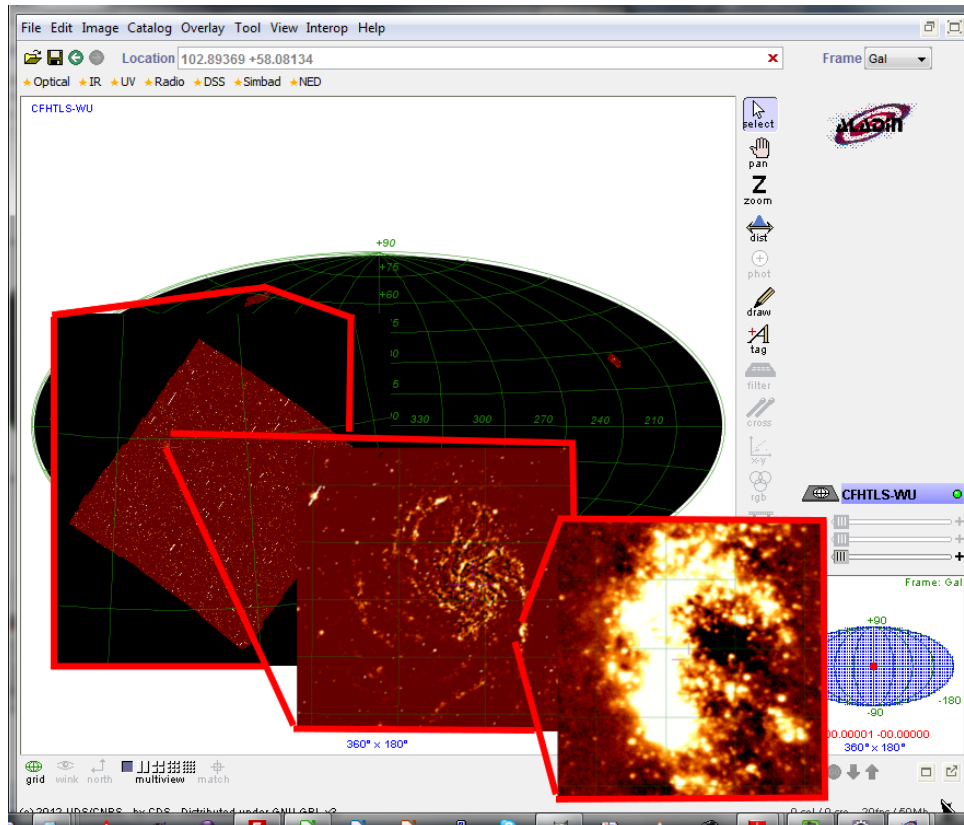 File Edit Image Catalog Overlay Tool View Interop Help
Location 102.89369 +58.08134
Frame Gal
Optical IR UV Radio DSS Simbad NED
CFHTLS-WU
ALADIN
select
pan
Z
zoom
dist
phot
draw
+A
tag
filter
cross
x-y
rgb
+90
+75
+60
330 300 270 240 210
CFHTLS-WU
Frame: Gal
+90
-180
-90
360° x 180°
360° x 180°
grid wink north multiview match